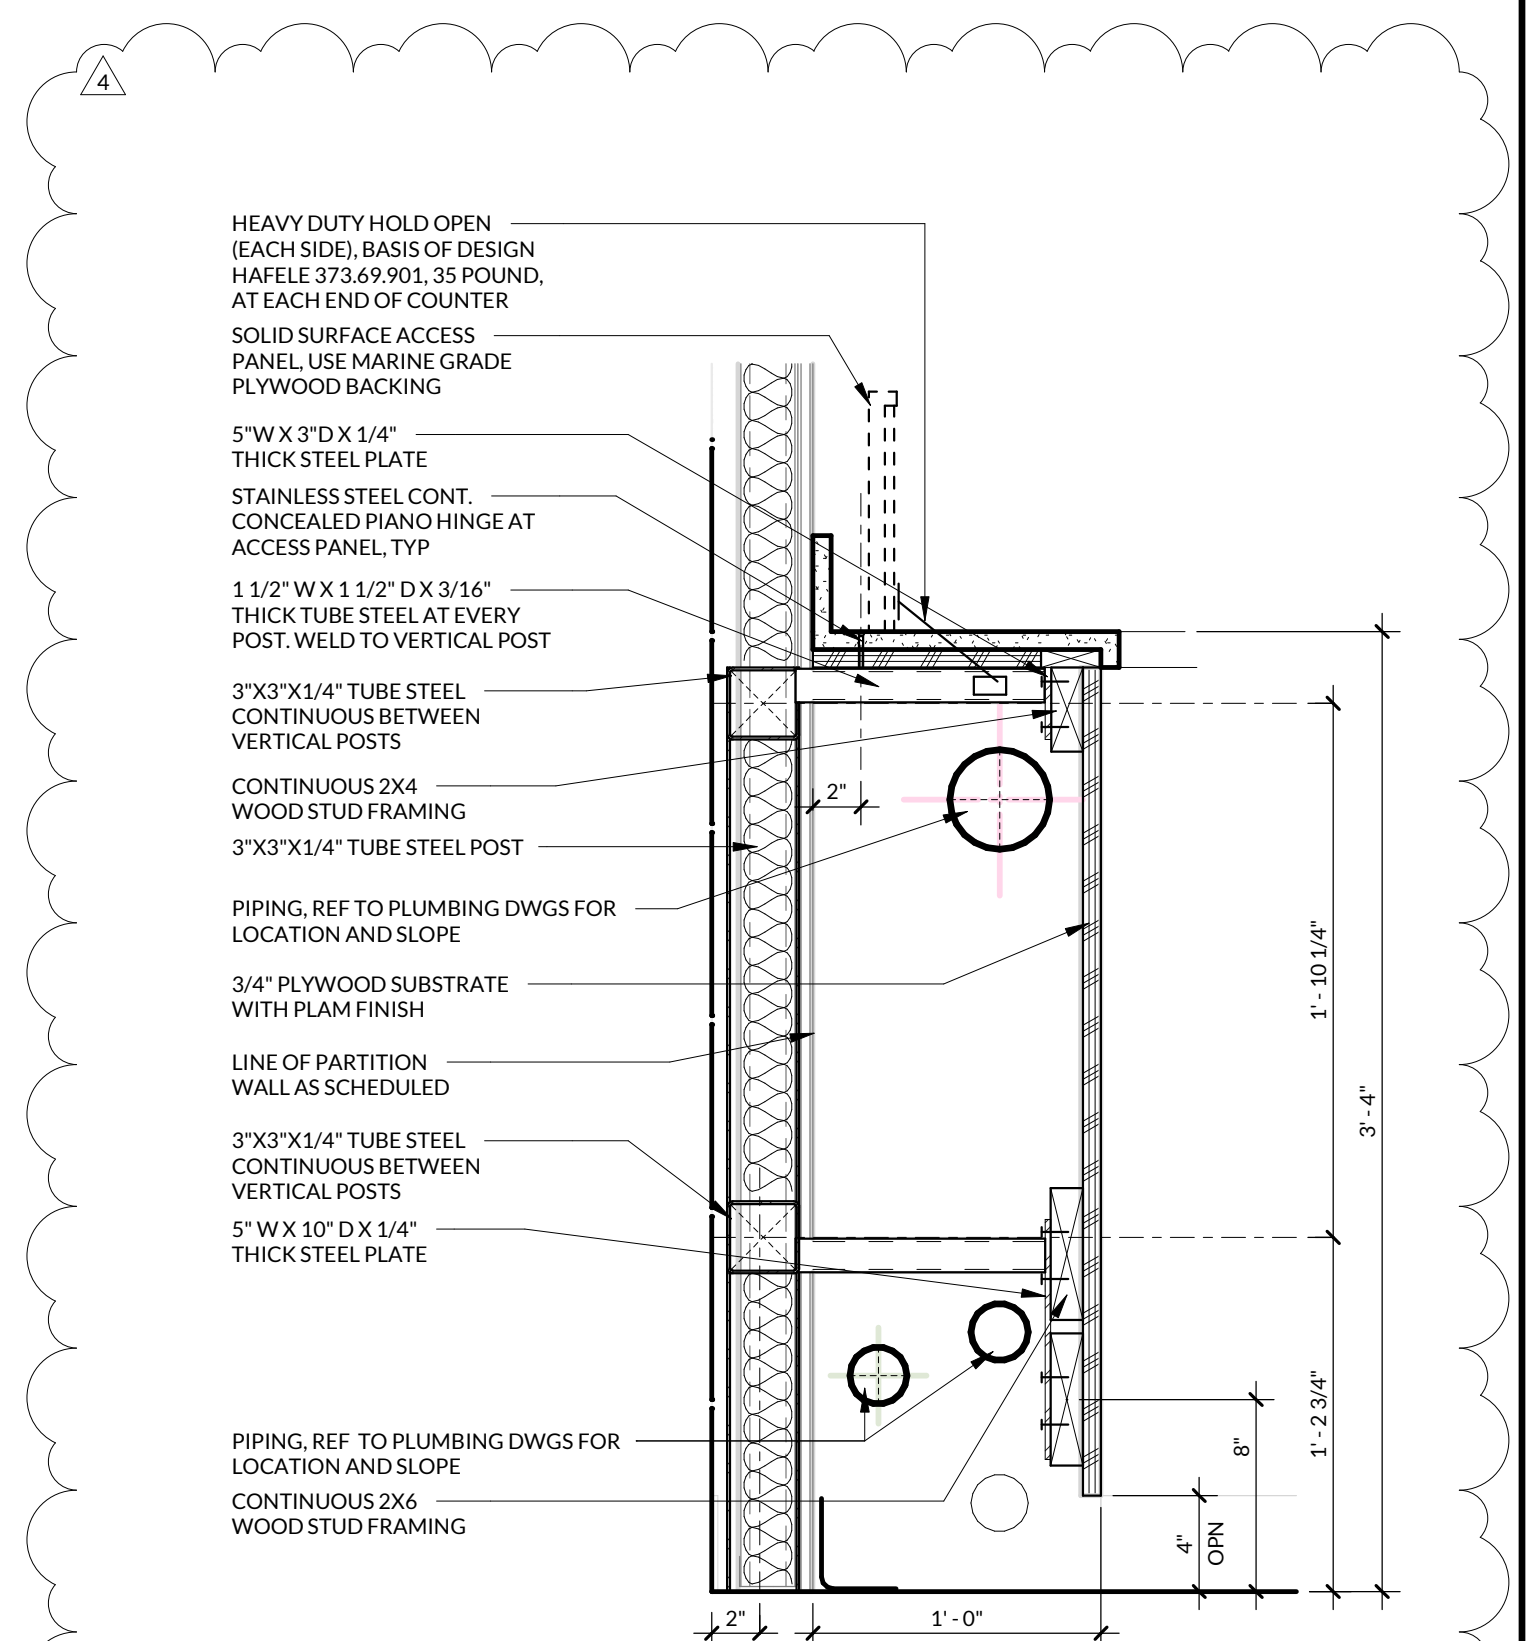 4
HEAVY DUTY HOLD OPEN
(EACH SIDE), BASIS OF DESIGN
HAFELE 373.69.901, 35 POUND,
AT EACH END OF COUNTER
SOLID SURFACE ACCESS
PANEL, USE MARINE GRADE
PLYWOOD BACKING
5"W X 3"D X 1/4"
THICK STEEL PLATE
STAINLESS STEEL CONT.
CONCEALED PIANO HINGE AT
ACCESS PANEL, TYP
1 1/2" W X 1 1/2" D X 3/16"
THICK TUBE STEEL AT EVERY
POST. WELD TO VERTICAL POST
3"X3"X1/4" TUBE STEEL
CONTINUOUS BETWEEN
VERTICAL POSTS
CONTINUOUS 2X4
WOOD STUD FRAMING
3"X3"X1/4" TUBE STEEL POST
PIPING, REF TO PLUMBING DWGS FOR
LOCATION AND SLOPE
3/4" PLYWOOD SUBSTRATE
WITH PLAM FINISH
LINE OF PARTITION
WALL AS SCHEDULED
3"X3"X1/4" TUBE STEEL
CONTINUOUS BETWEEN
VERTICAL POSTS
5" W X 10" D X 1/4"
THICK STEEL PLATE
PIPING, REF TO PLUMBING DWGS FOR
LOCATION AND SLOPE
CONTINUOUS 2X6
WOOD STUD FRAMING
2"
1' - 10 1/4"
3' - 4"
1' - 2 3/4"
8"
4"
OPN
2"
1' - 0"